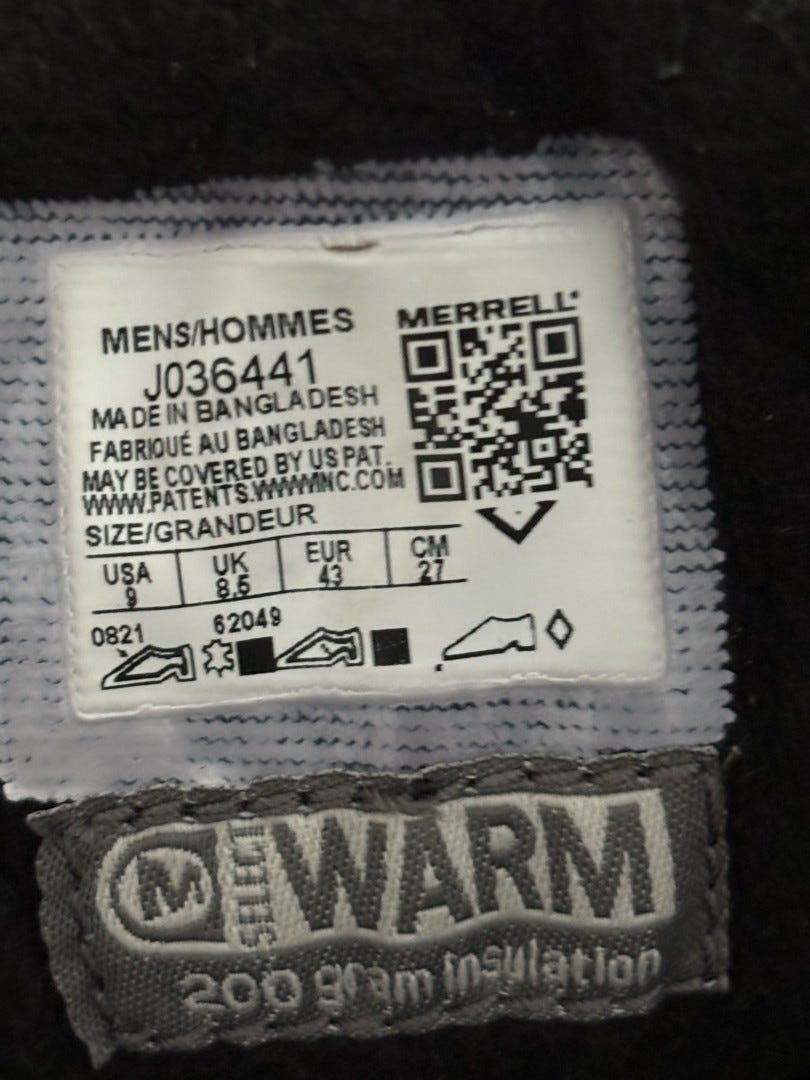 MENS/HOMMES
J036441
MADE IN BANGLADESH
FABRIQUÉ AU BANGLADESH
MAY BE COVERED BY US PAT.
WWW.PATENTS.WWWINC.COM
SIZE/GRANDEUR
USA UK EUR CM
9 8.5 43 27
0821 62049
MERRELL
M WARM
200 gram insulation